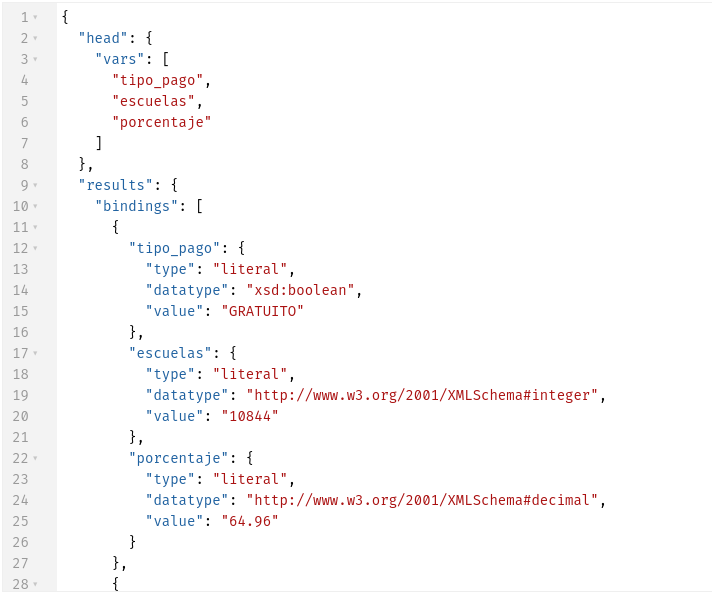 1 {
2 "head": {
3 "vars": [
4 "tipo_pago",
5 "escuelas",
6 "porcentaje"
7 ]
8 },
9 "results": {
10 "bindings": [
11 {
12 "tipo_pago": {
13 "type": "literal",
14 "datatype": "xsd:boolean",
15 "value": "GRATUITO"
16 },
17 "escuelas": {
18 "type": "literal",
19 "datatype": "http://www.w3.org/2001/XMLSchema#integer",
20 "value": "10844"
21 },
22 "porcentaje": {
23 "type": "literal",
24 "datatype": "http://www.w3.org/2001/XMLSchema#decimal",
25 "value": "64.96"
26 }
27 },
28 {